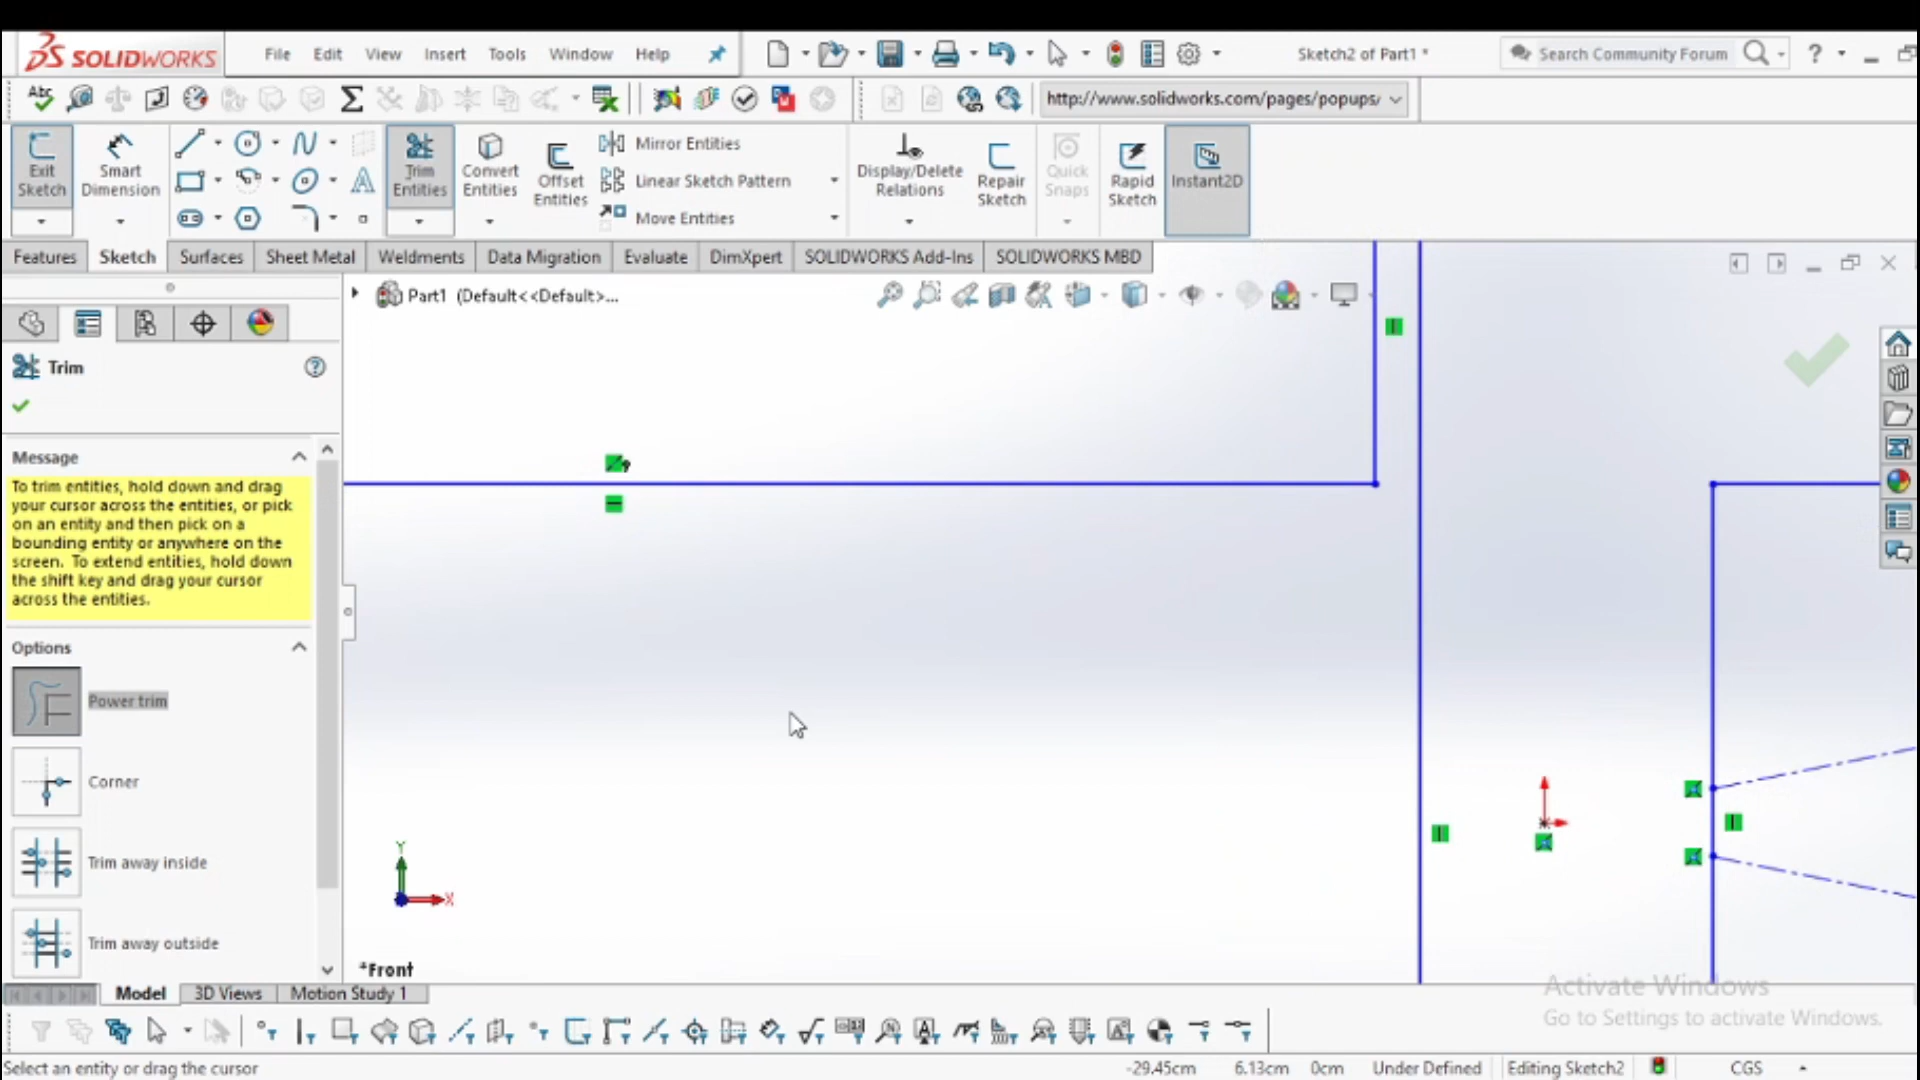 SOLIDWORKS File Edit View Insert Tools Window Help Sketch2 of Part1 * Search Community Forum ?
Abc http://www.solidworks.com/pages/popups/
Exit Sketch
Smart Dimension
Trim Entities
Convert Entities
Offset Entities
Mirror Entities
Linear Sketch Pattern
Move Entities
Display/Delete Relations
Repair Sketch
Quick Snaps
Rapid Sketch
Instant2D
Features Sketch Surfaces Sheet Metal Weldments Data Migration Evaluate DimXpert SOLIDWORKS Add-Ins SOLIDWORKS MBD
Part1 (Default<<Default>...
Trim
Message
To trim entities, hold down and drag
your cursor across the entities, or pick
on an entity and then pick on a
bounding entity or anywhere on the
screen. To extend entities, hold down
the shift key and drag your cursor
across the entities.
Options
Power trim
Corner
Trim away inside
Trim away outside
Y
X
*Front
Activate Windows
Go to Settings to activate Windows.
Model 3D Views Motion Study 1
Select an entity or drag the cursor -29.45cm 6.13cm 0cm Under Defined Editing Sketch2 CGS